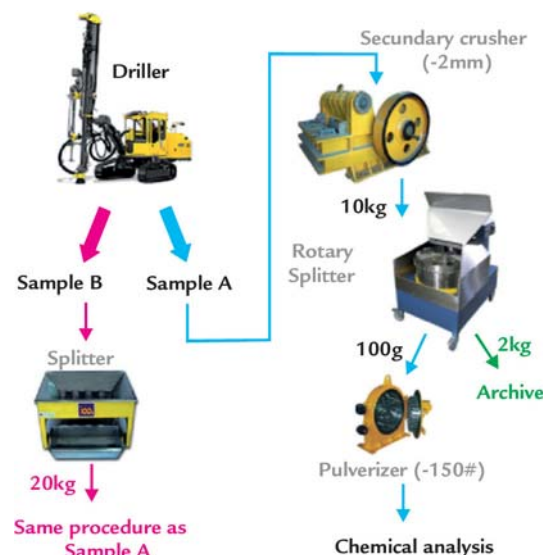 Driller
Sample B
Sample A
Splitter
20kg
Same procedure as
Sample A
Secundary crusher
(-2mm)
10kg
Rotary
Splitter
100g
2kg
Archive
Pulverizer (-150#)
Chemical analysis